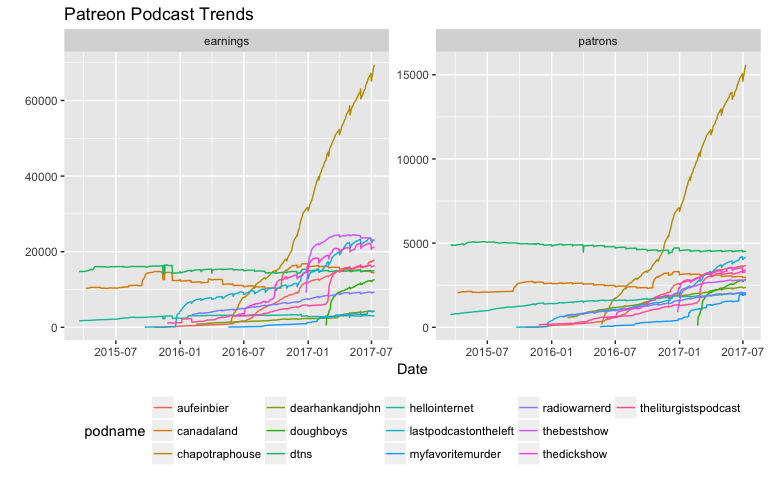 Patreon Podcast Trends
earnings
patrons
60000
40000
20000
0
15000
10000
5000
0
2015-07 2016-01 2016-07 2017-01 2017-07
2015-07 2016-01 2016-07 2017-01 2017-07
Date
podname
aufeinbier dearhankandjohn hellointernet radiowarnerd theliturgistspodcast
canadaland doughboys lastpodcastontheleft thebestshow
chapotraphouse dtns myfavoritemurder thedickshow